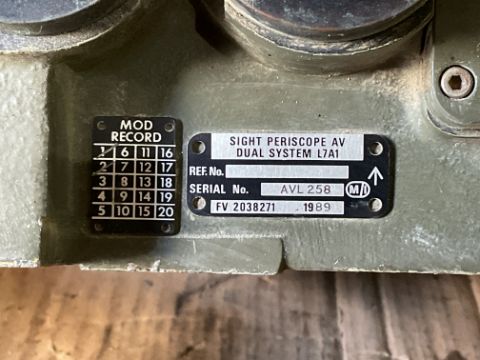 MOD
RECORD
1 6 11 16
2 7 12 17
3 8 13 18
4 9 14 19
5 10 15 20
SIGHT PERISCOPE AV
DUAL SYSTEM L7A1
REF. No.
SERIAL No. AVL 258
FV 2038271 1989